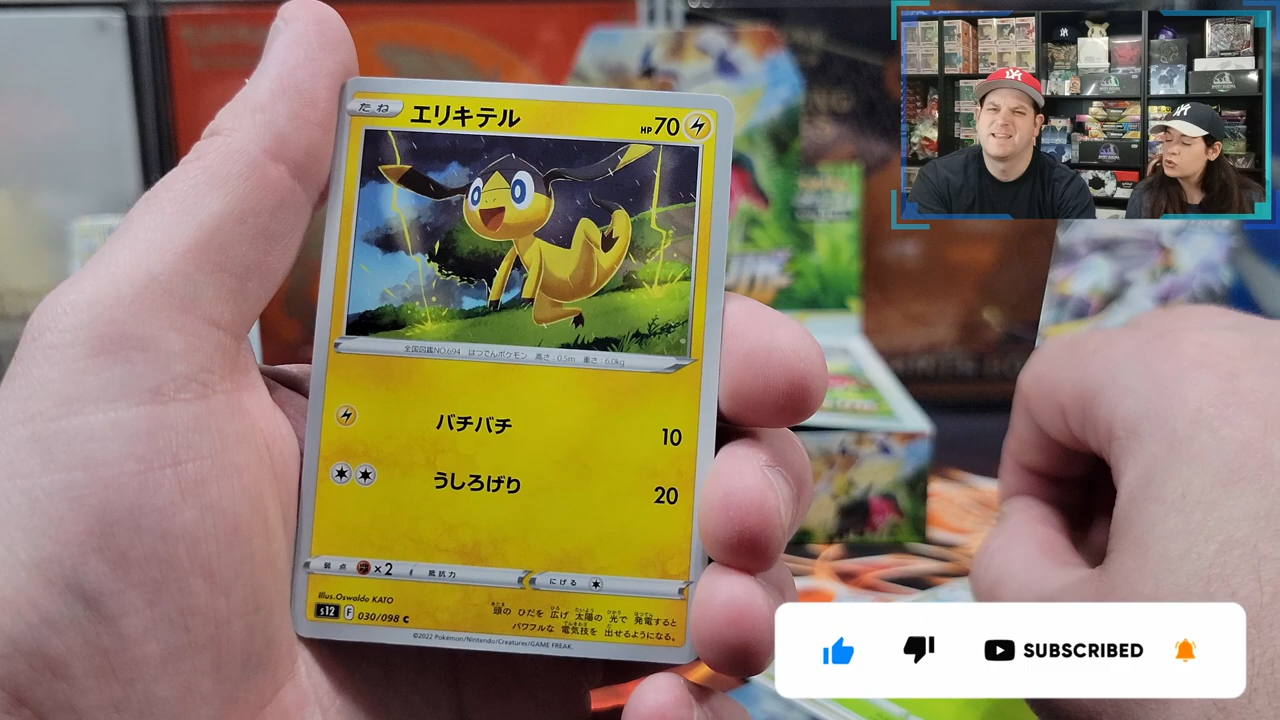 たね エリキテル HP70
全国図鑑NO.694 はつでんポケモン 高さ:0.5m 重さ:6.0kg
バチバチ 10
うしろげり 20
弱点 ×2 抵抗力 にげる
Illus.Oswaldo KATO
s12 F 030/098 C
頭の ひだを 広げ 太陽の 光で 発電すると
パワフルな 電気技を 出せるようになる。
©2022 Pokémon/Nintendo/Creatures/GAME FREAK.
SUBSCRIBED